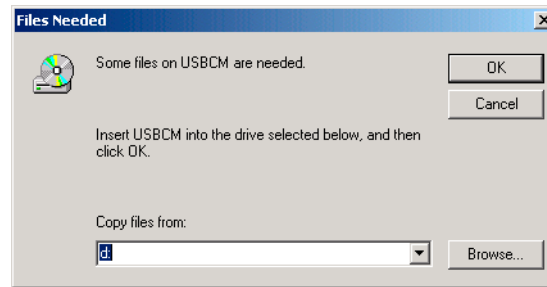 Files Needed
Some files on USBCM are needed.
OK
Cancel
Insert USBCM into the drive selected below, and then
click OK.
Copy files from:
d:
Browse...